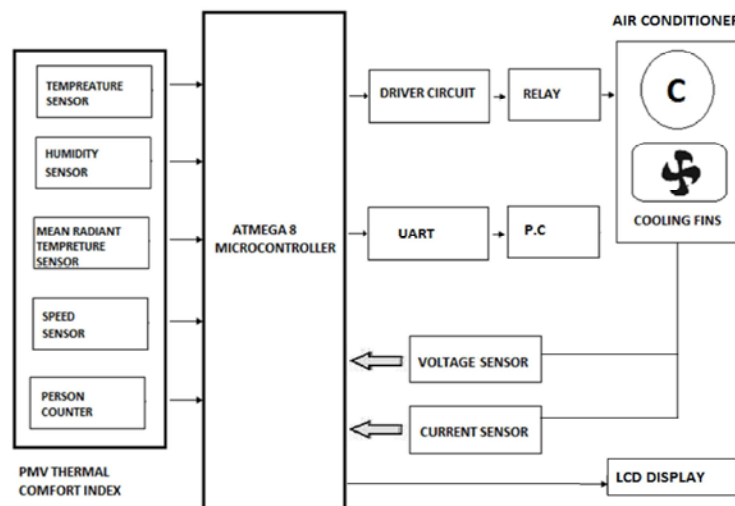 AIR CONDITIONER
TEMPREATURE
SENSOR
HUMIDITY
SENSOR
MEAN RADIANT
TEMPRETURE
SENSOR
SPEED
SENSOR
PERSON
COUNTER
PMV THERMAL
COMFORT INDEX
ATMEGA 8
MICROCONTROLLER
DRIVER CIRCUIT
RELAY
C
COOLING FINS
UART
P.C
VOLTAGE SENSOR
CURRENT SENSOR
LCD DISPLAY